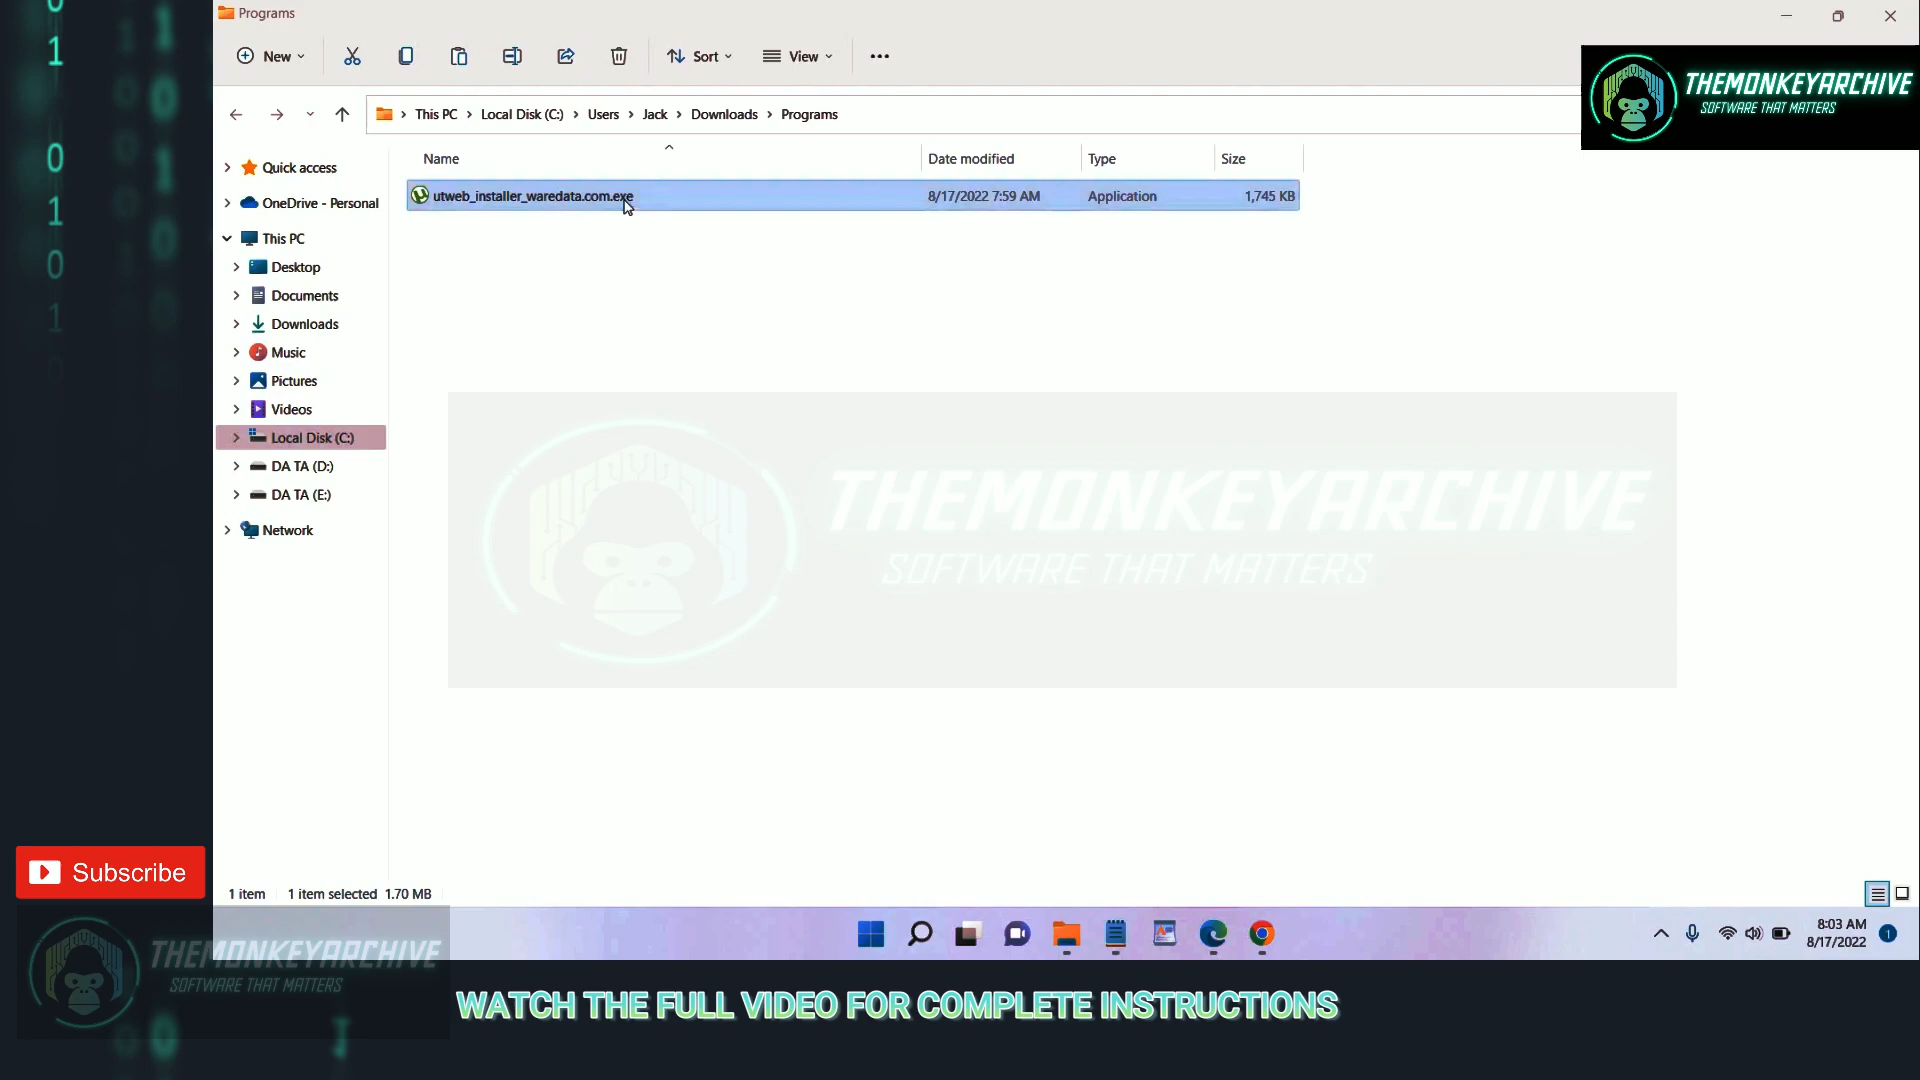 Programs
New
Sort
View
THEMONKEYARCHIVE
SOFTWARE THAT MATTERS
This PC > Local Disk (C:) > Users > Jack > Downloads > Programs
Name
Date modified
Type
Size
utweb_installer_waredata.com.exe
8/17/2022 7:59 AM
Application
1,745 KB
Quick access
OneDrive - Personal
This PC
Desktop
Documents
Downloads
Music
Pictures
Videos
Local Disk (C:)
DA TA (D:)
DA TA (E:)
Network
THEMONKEYARCHIVE
SOFTWARE THAT MATTERS
Subscribe
1 item
1 item selected 1.70 MB
8:03 AM
8/17/2022
1
THEMONKEYARCHIVE
SOFTWARE THAT MATTERS
WATCH THE FULL VIDEO FOR COMPLETE INSTRUCTIONS